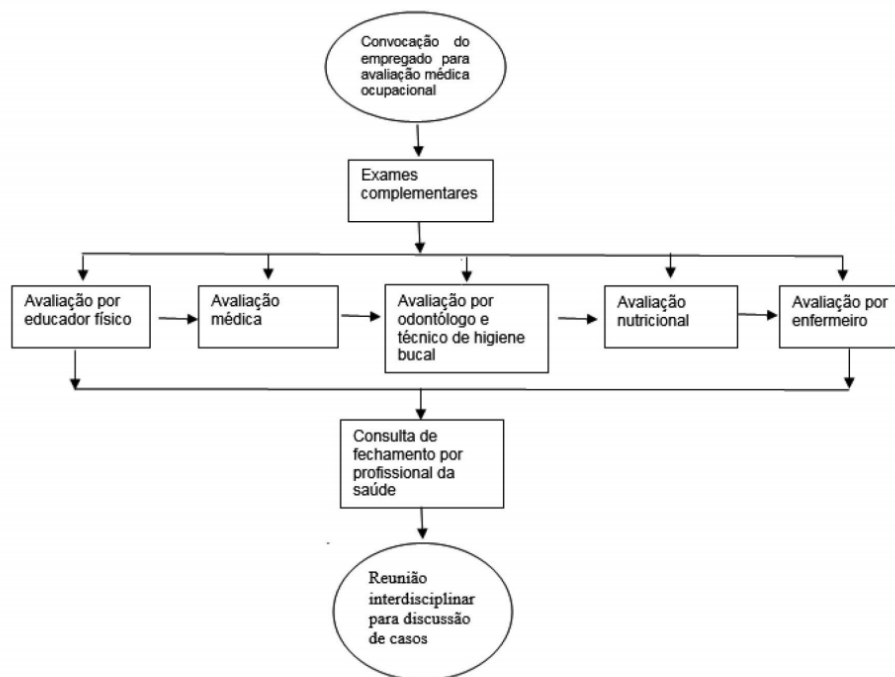 Convocação do
empregado para
avaliação médica
ocupacional
Exames
complementares
Avaliação por
educador físico
Avaliação
médica
Avaliação por
odontólogo e
técnico de higiene
bucal
Avaliação
nutricional
Avaliação por
enfermeiro
Consulta de
fechamento por
profissional da
saúde
Reunião
interdisciplinar
para discussão
de casos